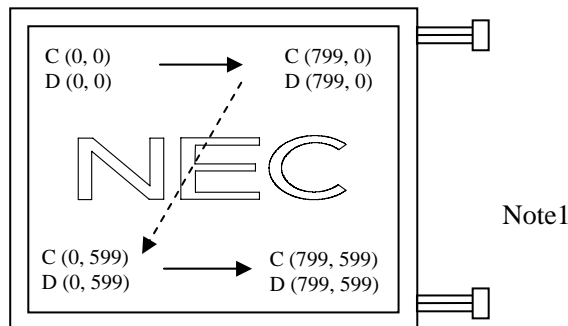 C (0, 0) C (799, 0)
D (0, 0) D (799, 0)
NEC
Note1
C (0, 599) C (799, 599)
D (0, 599) D (799, 599)